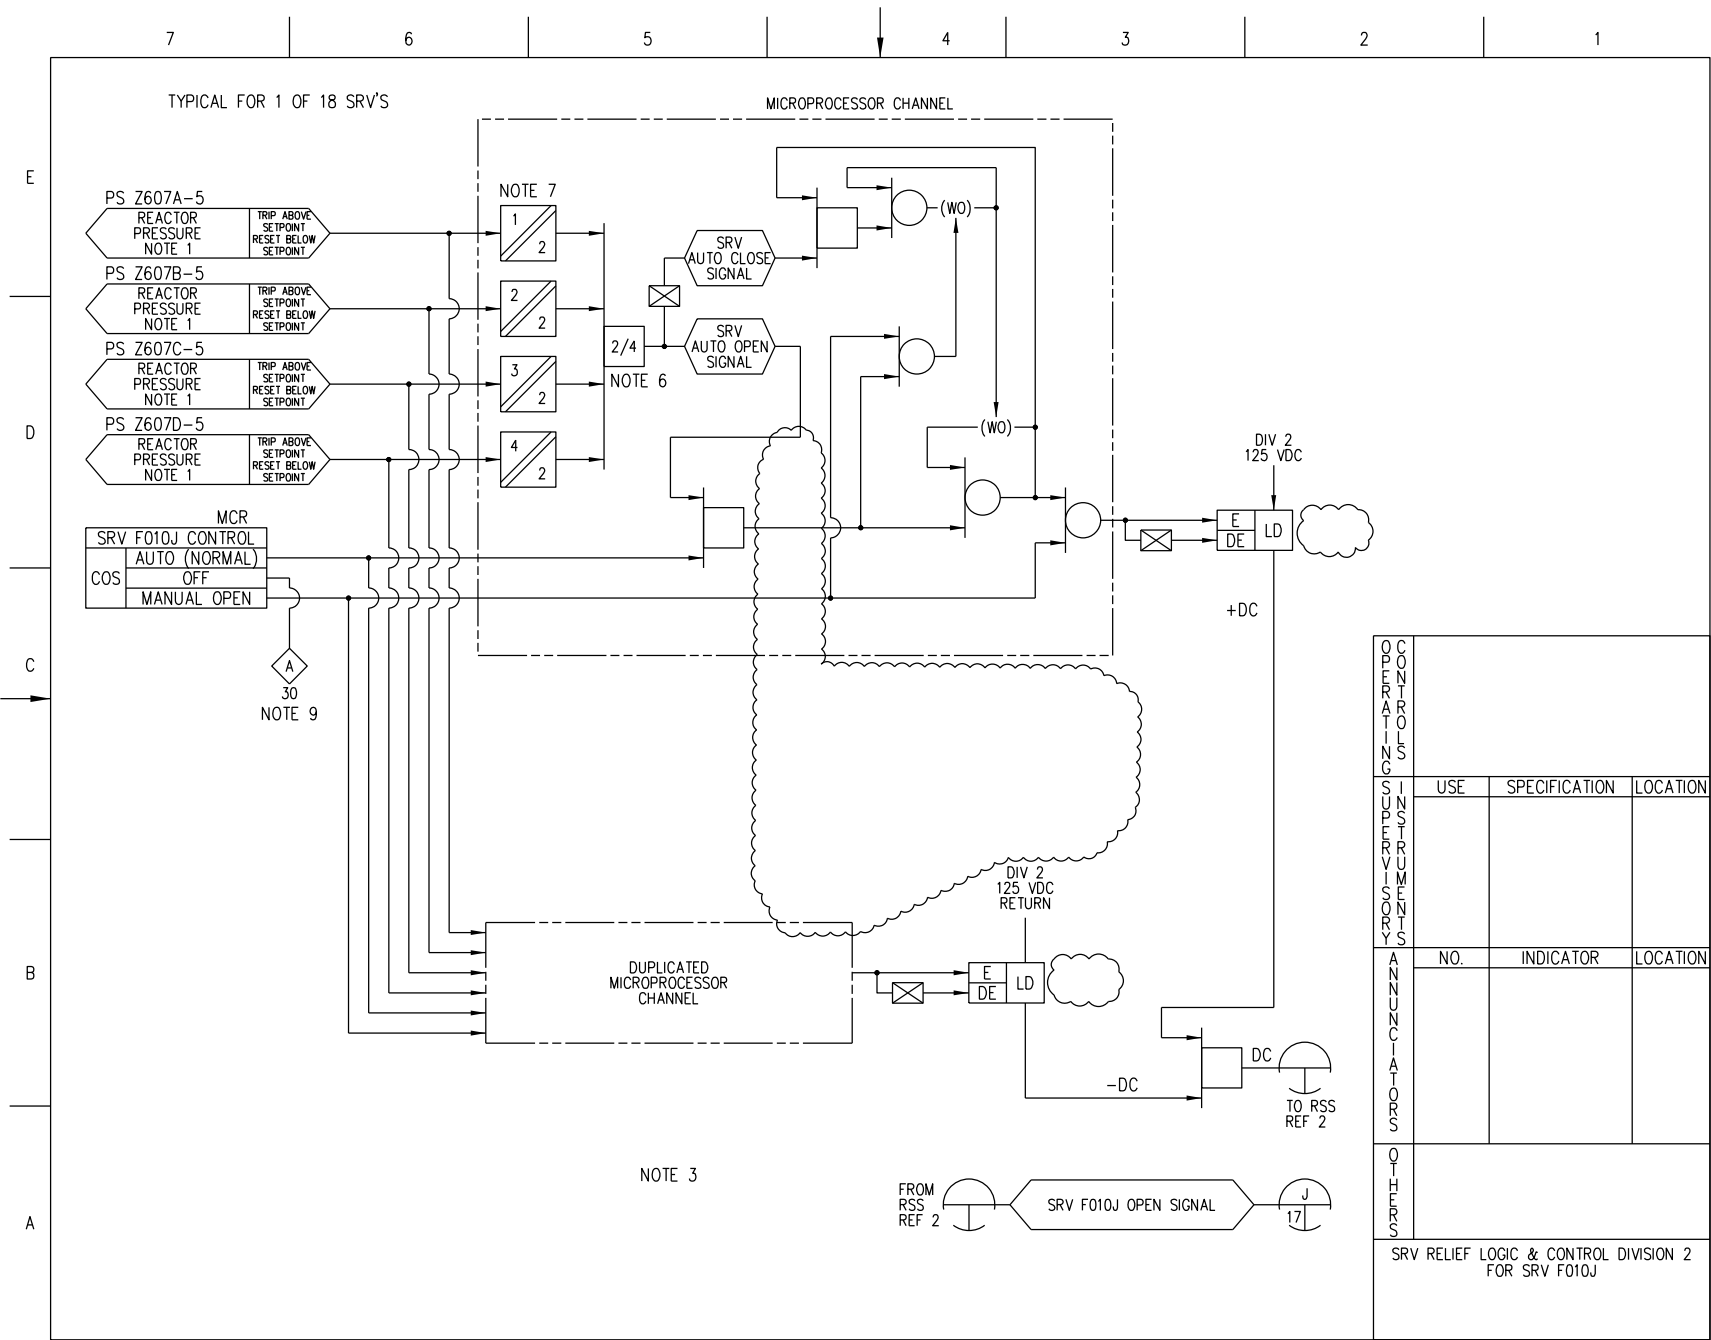 7 6 5 4 3 2 1
TYPICAL FOR 1 OF 18 SRV'S
MICROPROCESSOR CHANNEL
E
D
C
B
A
PS Z607A-5
REACTOR
PRESSURE
NOTE 1
TRIP ABOVE
SETPOINT
RESET BELOW
SETPOINT
PS Z607B-5
REACTOR
PRESSURE
NOTE 1
TRIP ABOVE
SETPOINT
RESET BELOW
SETPOINT
PS Z607C-5
REACTOR
PRESSURE
NOTE 1
TRIP ABOVE
SETPOINT
RESET BELOW
SETPOINT
PS Z607D-5
REACTOR
PRESSURE
NOTE 1
TRIP ABOVE
SETPOINT
RESET BELOW
SETPOINT
MCR
SRV F010J CONTROL
COS
AUTO (NORMAL)
OFF
MANUAL OPEN
A
30
NOTE 9
NOTE 7
1
2
2
2
3
2
4
2
2/4
NOTE 6
SRV
AUTO CLOSE
SIGNAL
SRV
AUTO OPEN
SIGNAL
(WO)
(WO)
DIV 2
125 VDC
E
DE
LD
+DC
DUPLICATED
MICROPROCESSOR
CHANNEL
DIV 2
125 VDC
RETURN
E
DE
LD
-DC
DC
TO RSS
REF 2
NOTE 3
FROM
RSS
REF 2
SRV F010J OPEN SIGNAL
J
17
OPERATING
CONTROLS
SUPERVISORY
INSTRUMENTS
USE SPECIFICATION LOCATION
ANNUNCIATORS
NO. INDICATOR LOCATION
OTHERS
SRV RELIEF LOGIC & CONTROL DIVISION 2
FOR SRV F010J